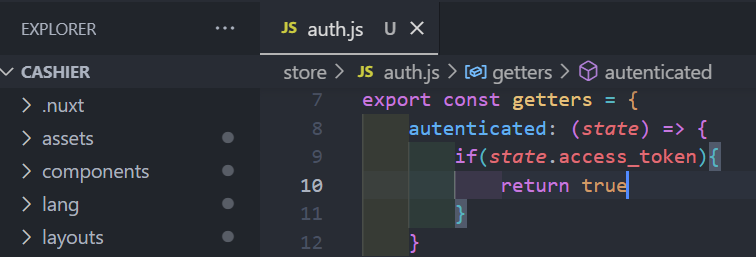 EXPLORER ...
JS auth.js U ×
CASHIER
store > JS auth.js > getters > autenticated
.nuxt
assets
components
lang
layouts
7 export const getters = {
8 autenticated: (state) => {
9 if(state.access_token){
10 return true
11 }
12 }